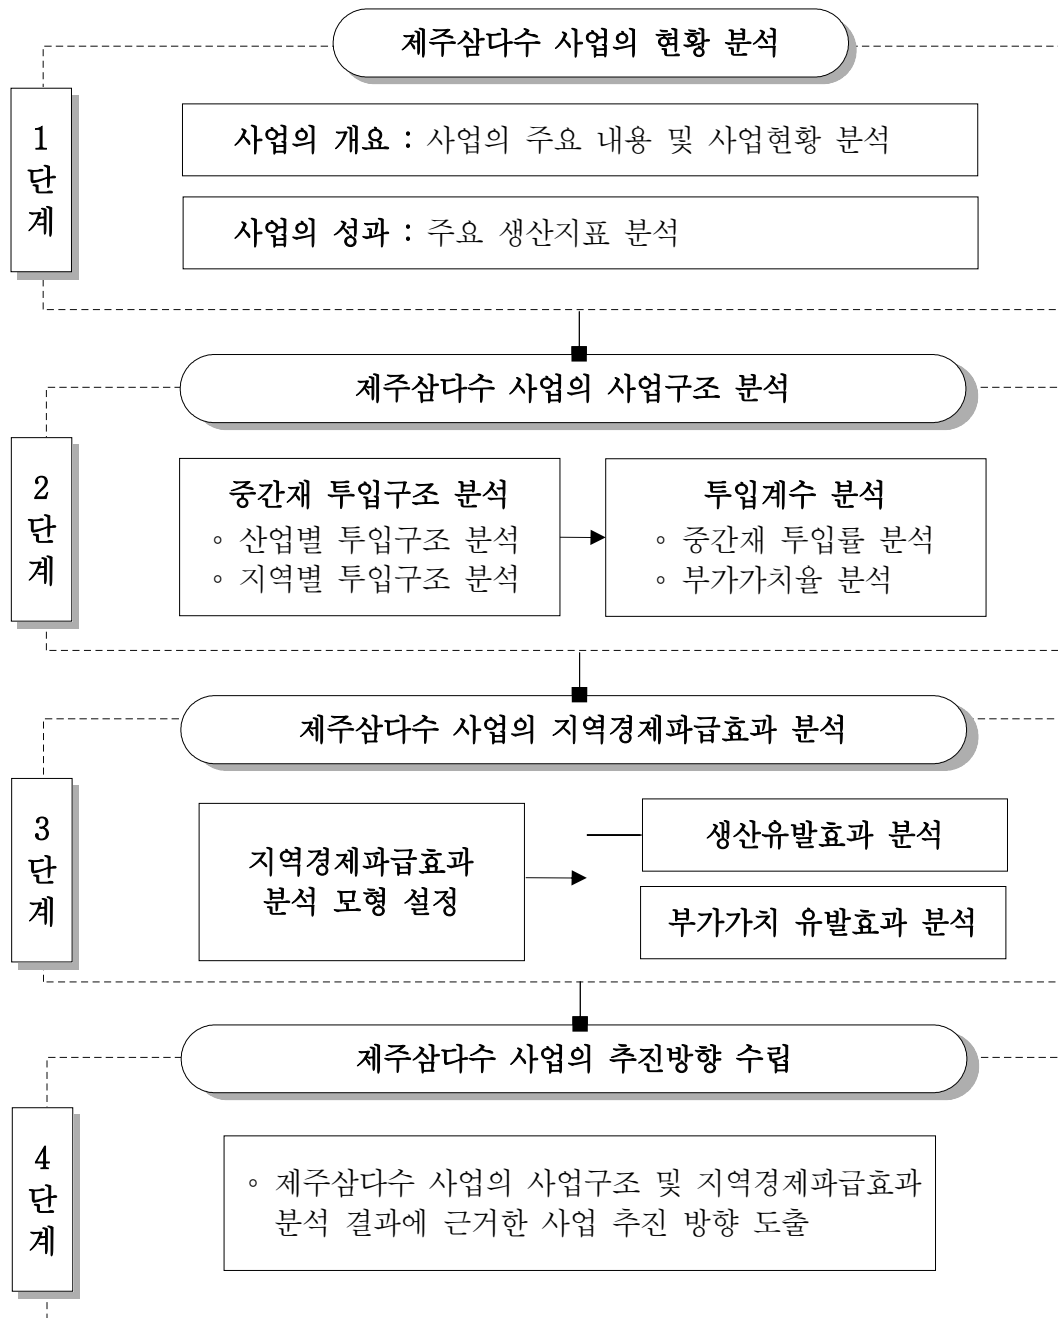 제주삼다수 사업의 현황 분석
1
단
계
사업의 개요 : 사업의 주요 내용 및 사업현황 분석
사업의 성과 : 주요 생산지표 분석
제주삼다수 사업의 사업구조 분석
2
단
계
중간재 투입구조 분석
◦ 산업별 투입구조 분석
◦ 지역별 투입구조 분석
투입계수 분석
◦ 중간재 투입률 분석
◦ 부가가치율 분석
제주삼다수 사업의 지역경제파급효과 분석
3
단
계
지역경제파급효과
분석 모형 설정
생산유발효과 분석
부가가치 유발효과 분석
제주삼다수 사업의 추진방향 수립
4
단
계
◦ 제주삼다수 사업의 사업구조 및 지역경제파급효과
분석 결과에 근거한 사업 추진 방향 도출